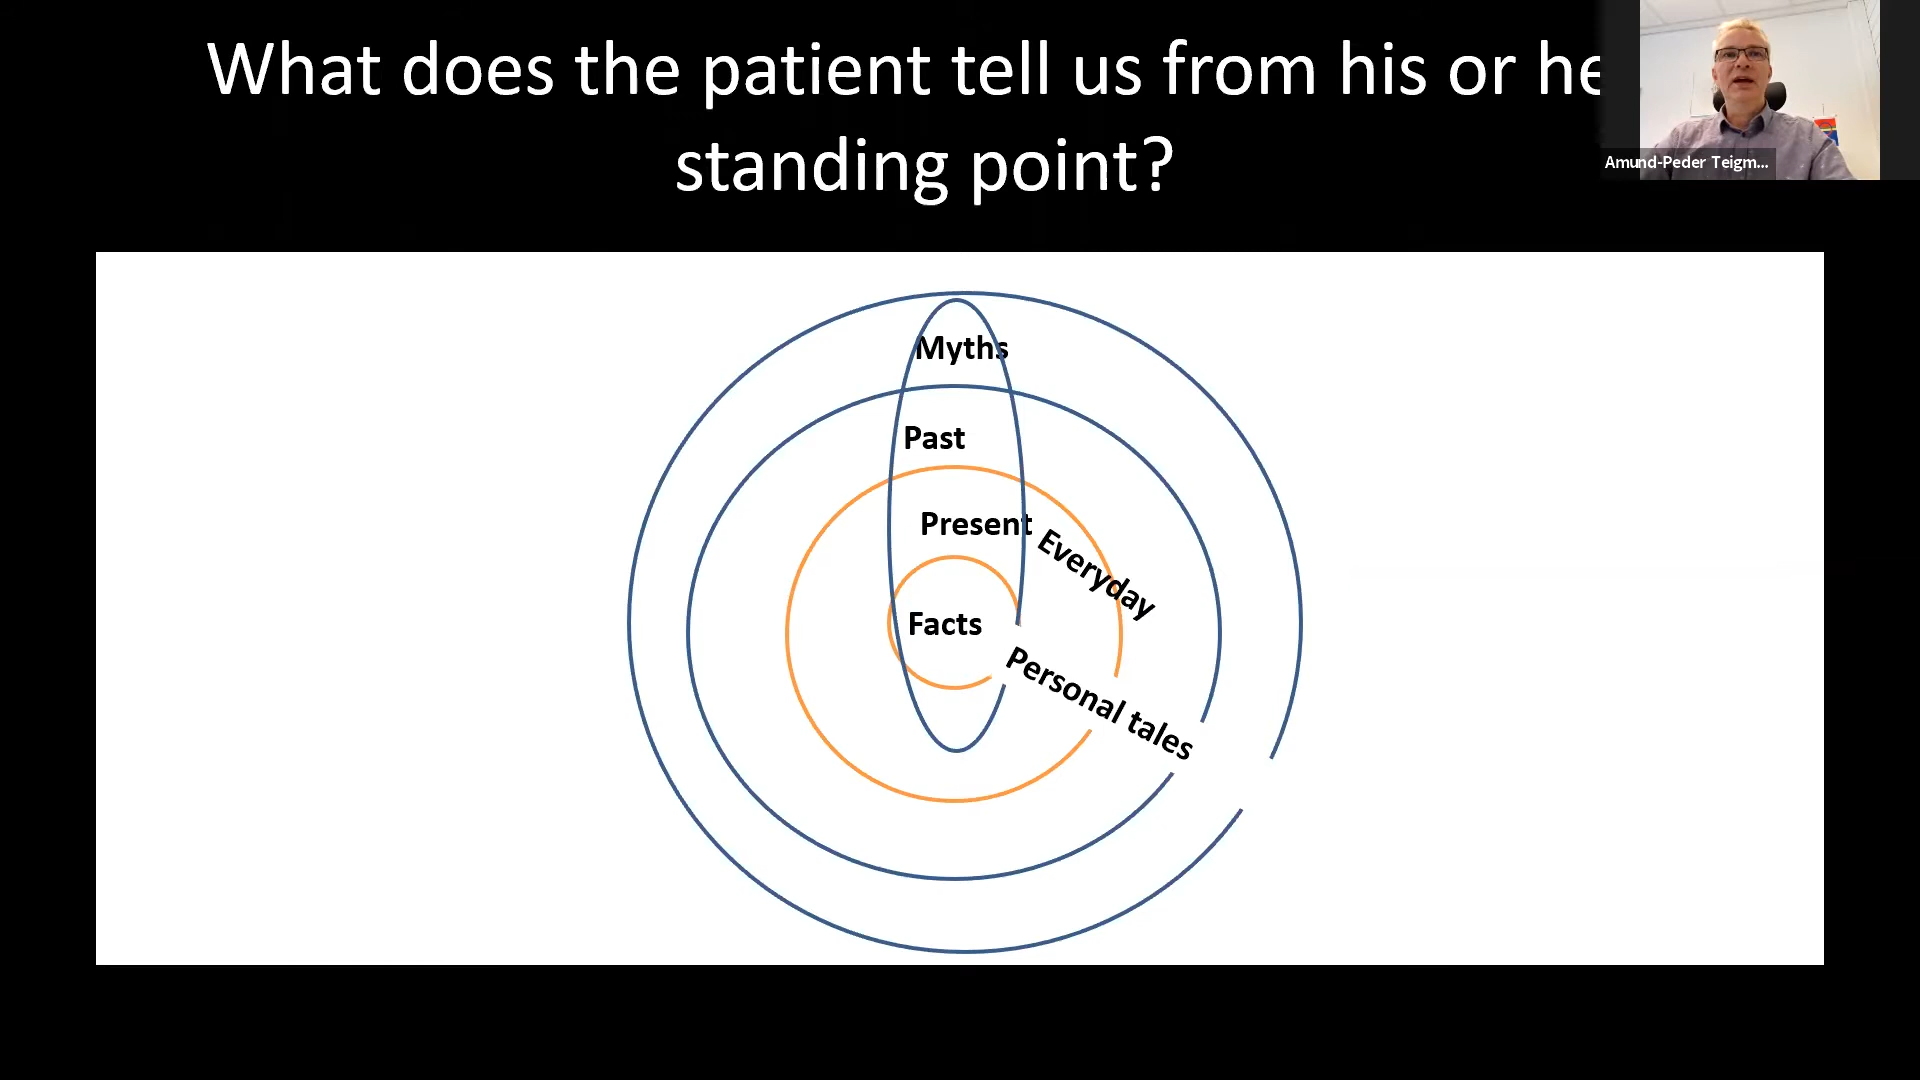 What does the patient tell us from his or he
standing point?
Amund-Peder Teigm...
Myths
Past
Present
Everyday
Facts
Personal tales